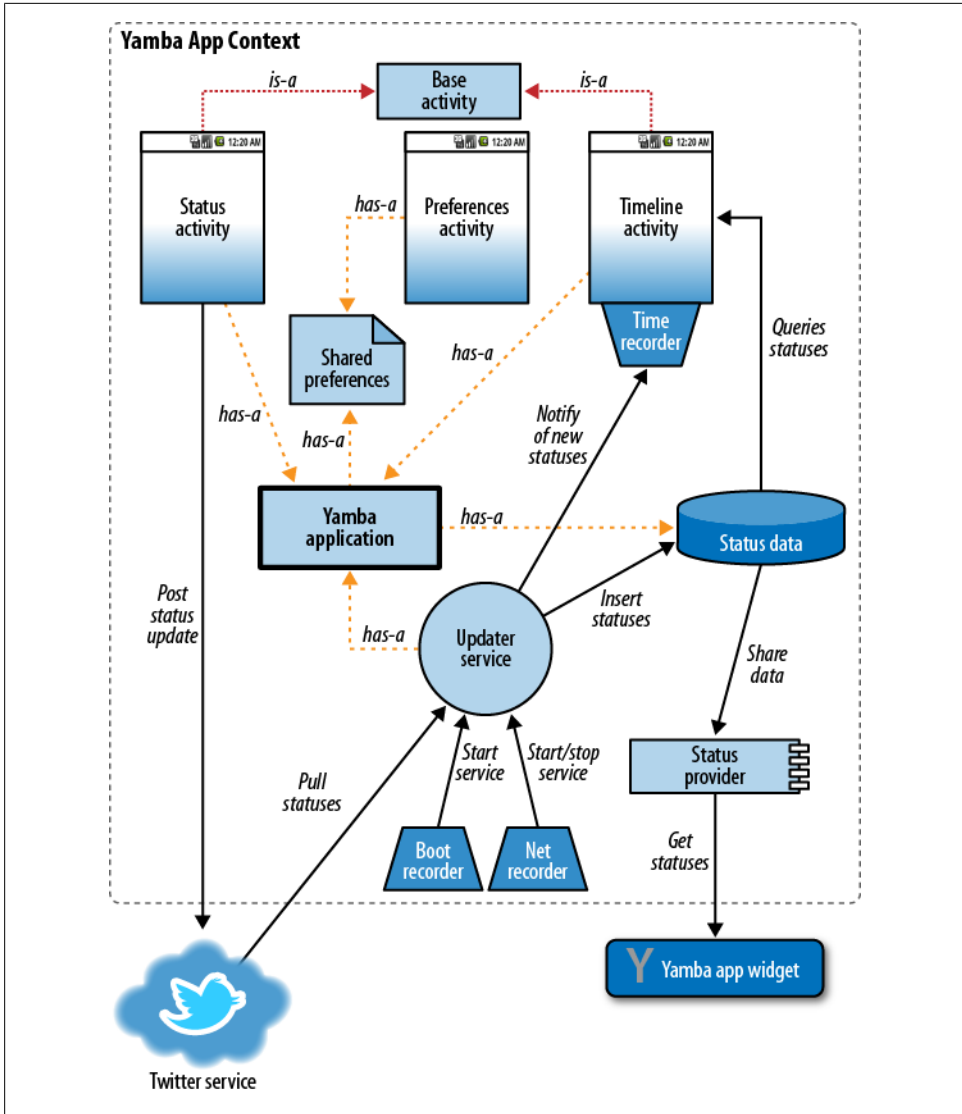 Yamba App Context
is-a
Base
activity
is-a
12:20 AM
12:20 AM
12:20 AM
Status
activity
has-a
Preferences
activity
Timeline
activity
Time
recorder
Queries
statuses
Shared
preferences
has-a
has-a
has-a
Notify
of new
statuses
Yamba
application
has-a
Status data
Post
status
update
has-a
Updater
service
Insert
statuses
Share
data
Pull
statuses
Start
service
Start/stop
service
Status
provider
Boot
recorder
Net
recorder
Get
statuses
Y Yamba app widget
Twitter service